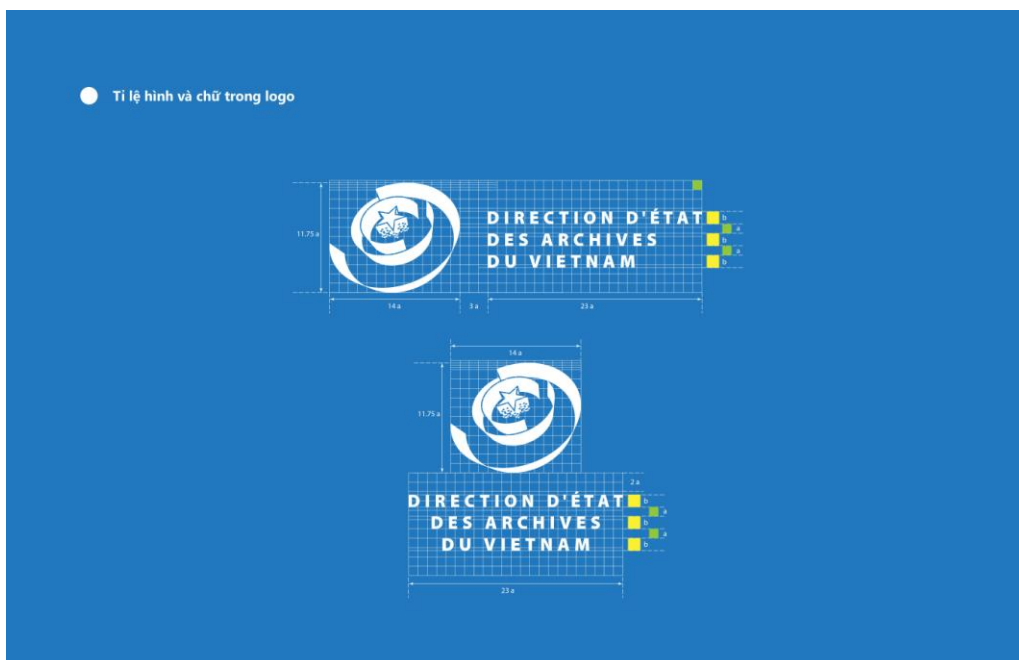 Tỉ lệ hình và chữ trong logo
11.75 a
DIRECTION D'ÉTAT
DES ARCHIVES
DU VIETNAM
b
a
b
a
b
14 a
3 a
23 a
14 a
11.75 a
2 a
DIRECTION D'ÉTAT
DES ARCHIVES
DU VIETNAM
b
a
b
a
b
23 a